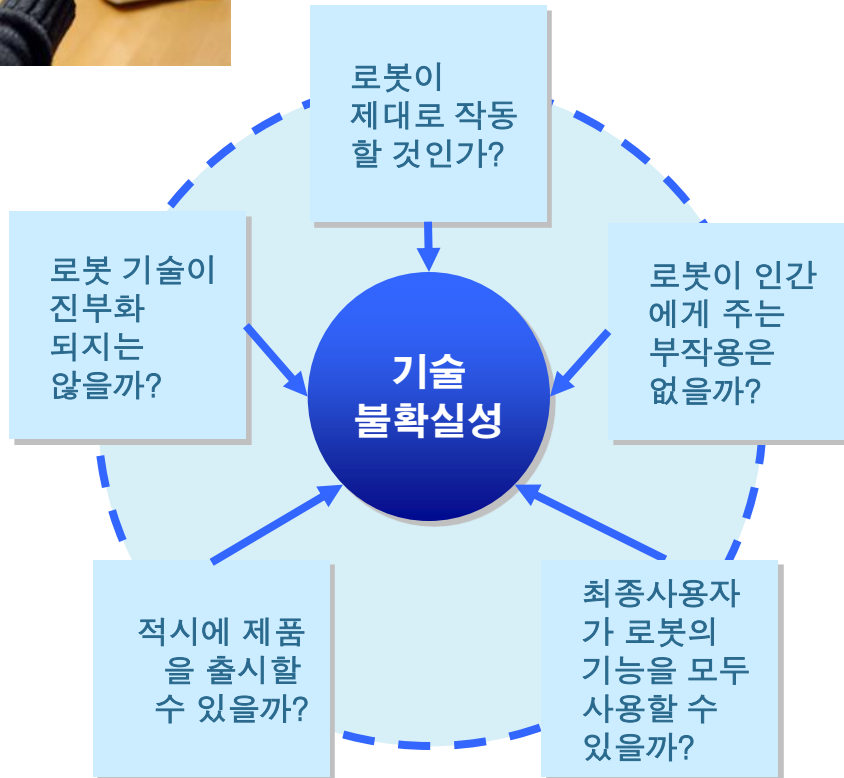 로봇이
제대로 작동
할 것인가?
로봇 기술이
진부화
되지는
않을까?
로봇이 인간
에게 주는
부작용은
없을까?
기술
불확실성
적시에 제품
을 출시할
수 있을까?
최종사용자
가 로봇의
기능을 모두
사용할 수
있을까?